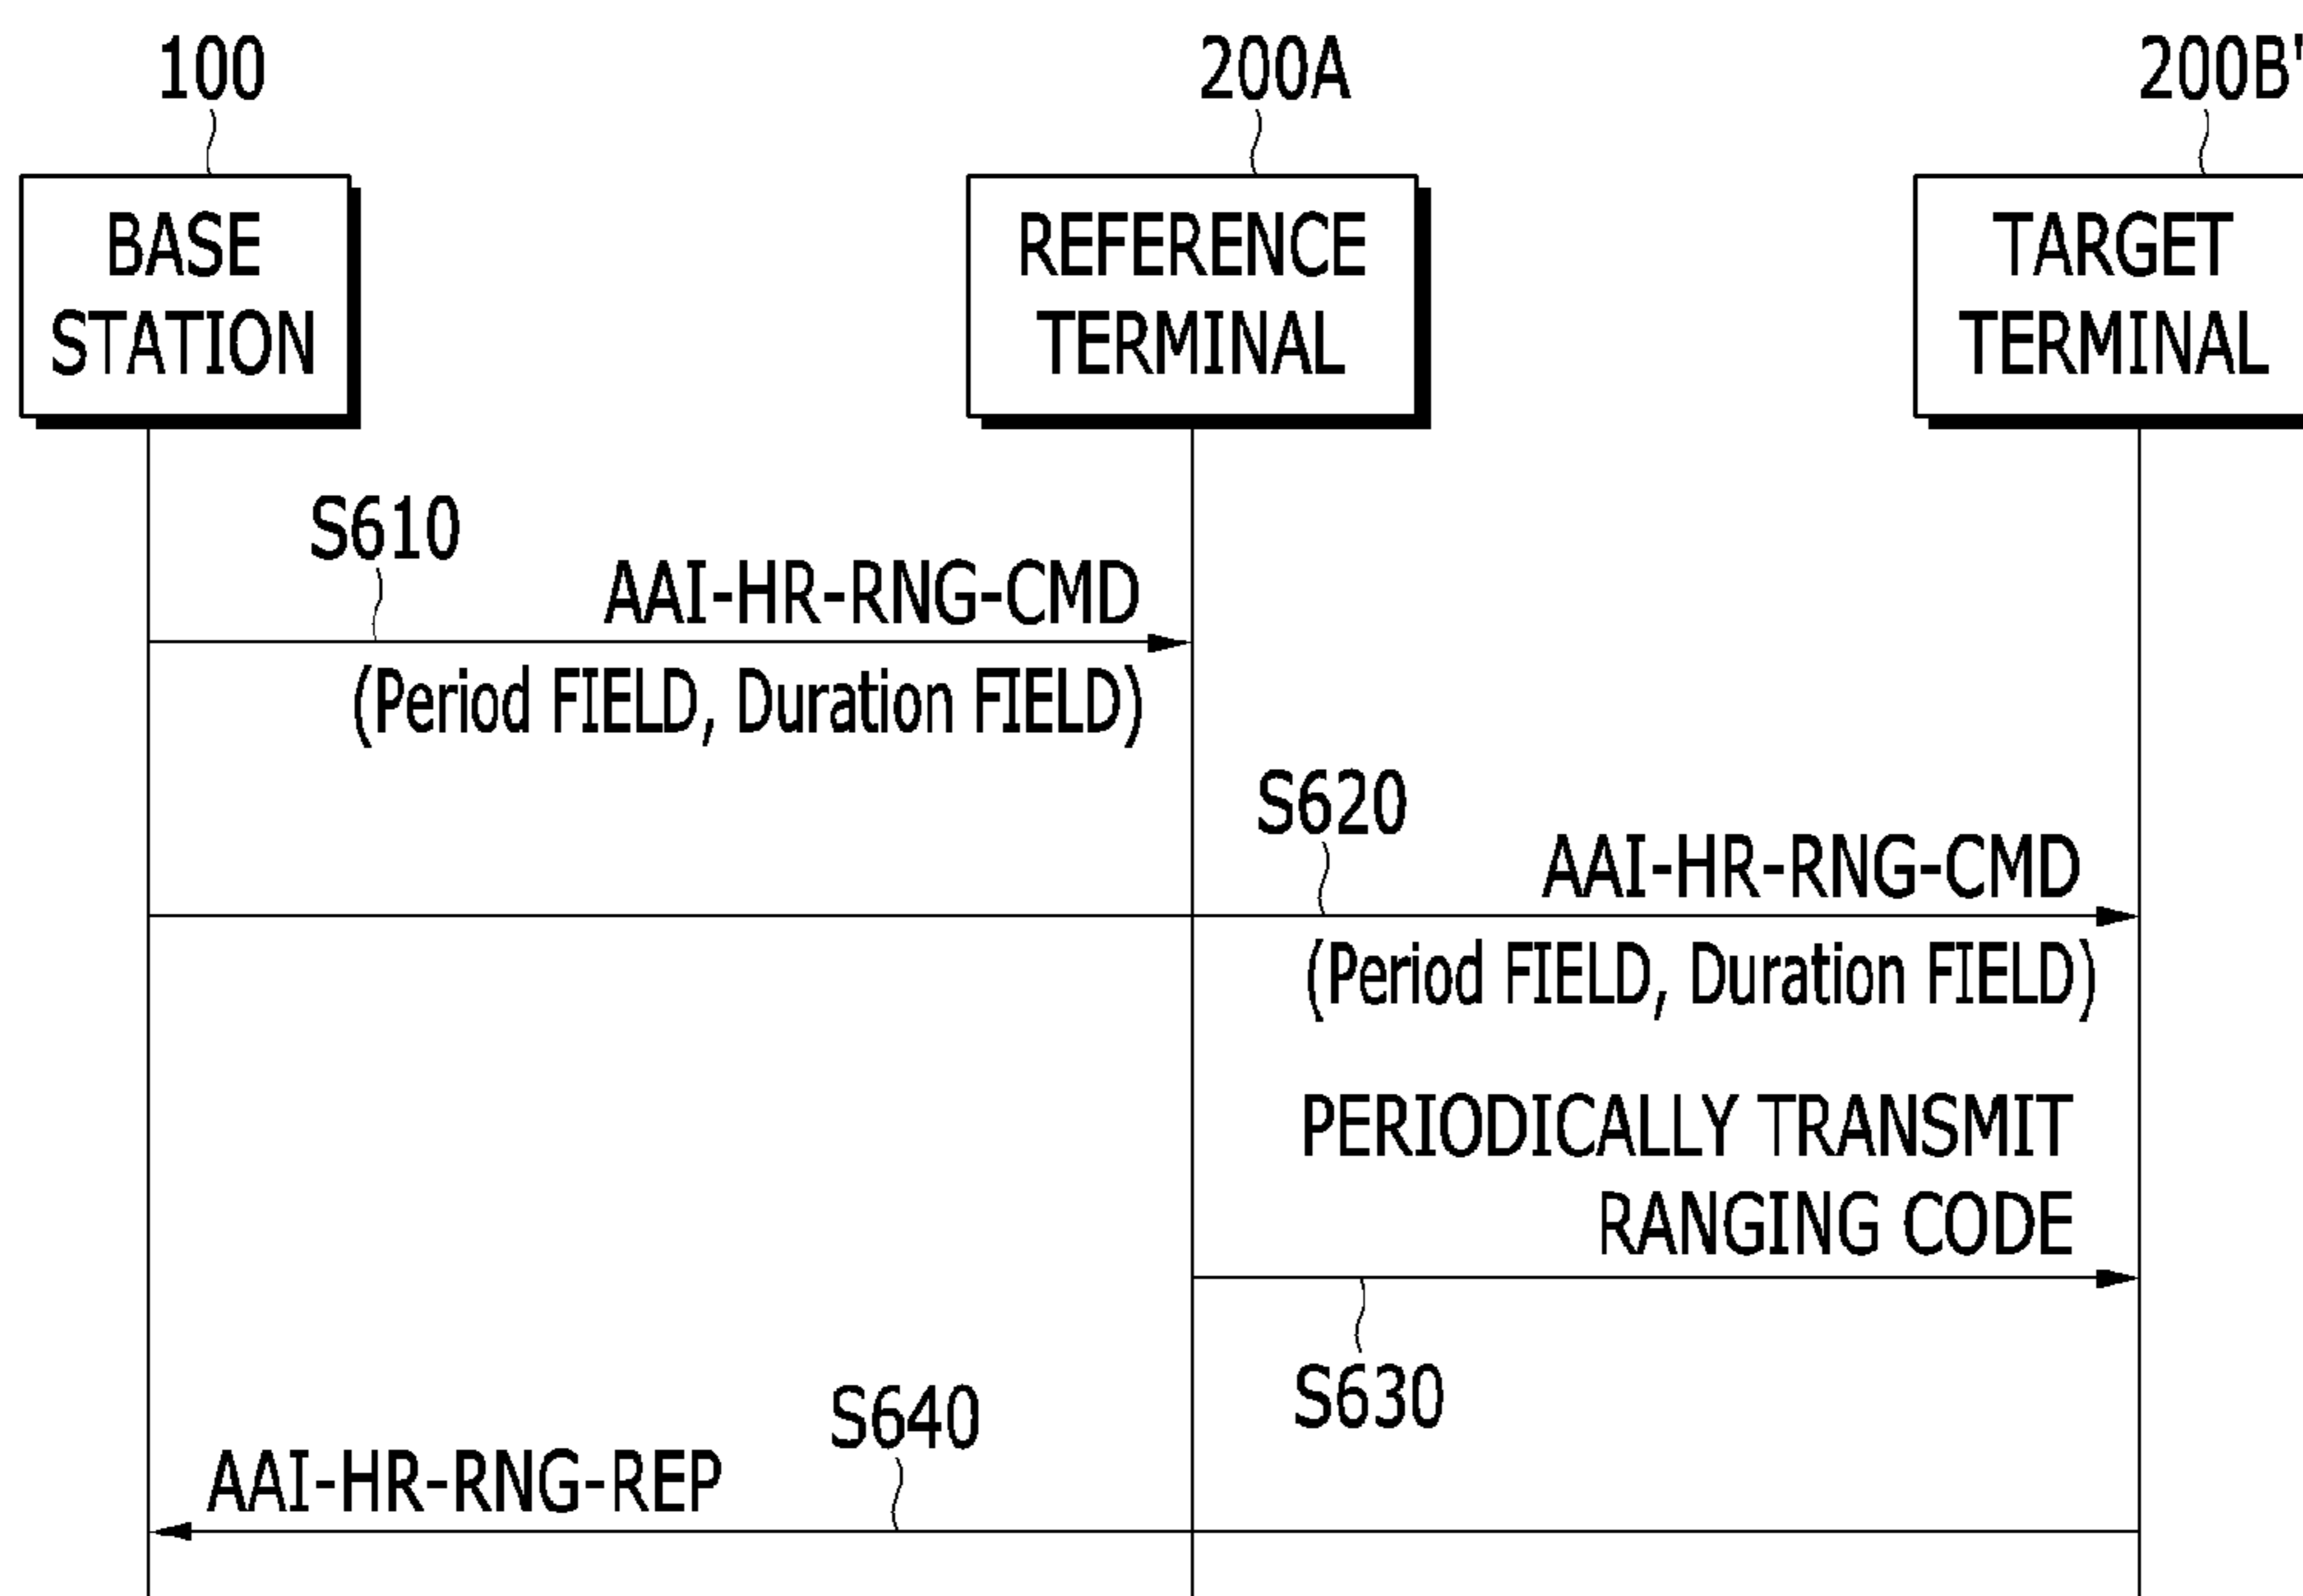 100
200A
200B'
BASE
STATION
REFERENCE
TERMINAL
TARGET
TERMINAL
S610
AAI-HR-RNG-CMD
(Period FIELD, Duration FIELD)
S620
AAI-HR-RNG-CMD
(Period FIELD, Duration FIELD)
PERIODICALLY TRANSMIT
RANGING CODE
S630
S640
AAI-HR-RNG-REP